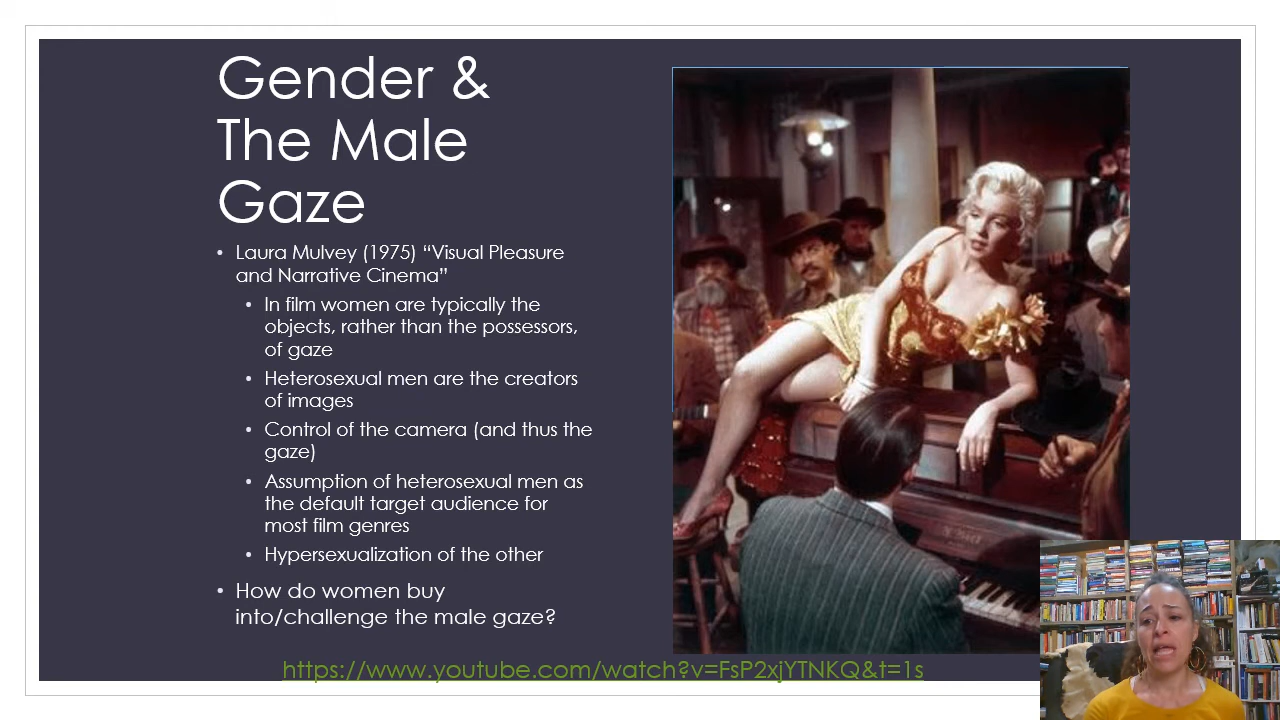 Gender &
The Male
Gaze
• Laura Mulvey (1975) “Visual Pleasure
and Narrative Cinema”
• In film women are typically the
objects, rather than the possessors,
of gaze
• Heterosexual men are the creators
of images
• Control of the camera (and thus the
gaze)
• Assumption of heterosexual men as
the default target audience for
most film genres
• Hypersexualization of the other
• How do women buy
into/challenge the male gaze?
https://www.youtube.com/watch?v=FsP2xjYTNKQ&t=1s